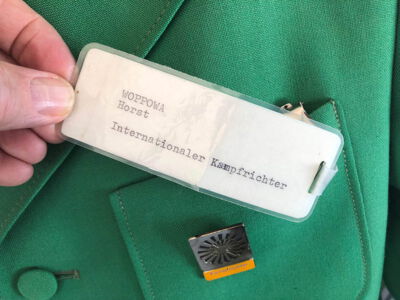 WOPPOWA
Horst
Internationaler Kampfrichter